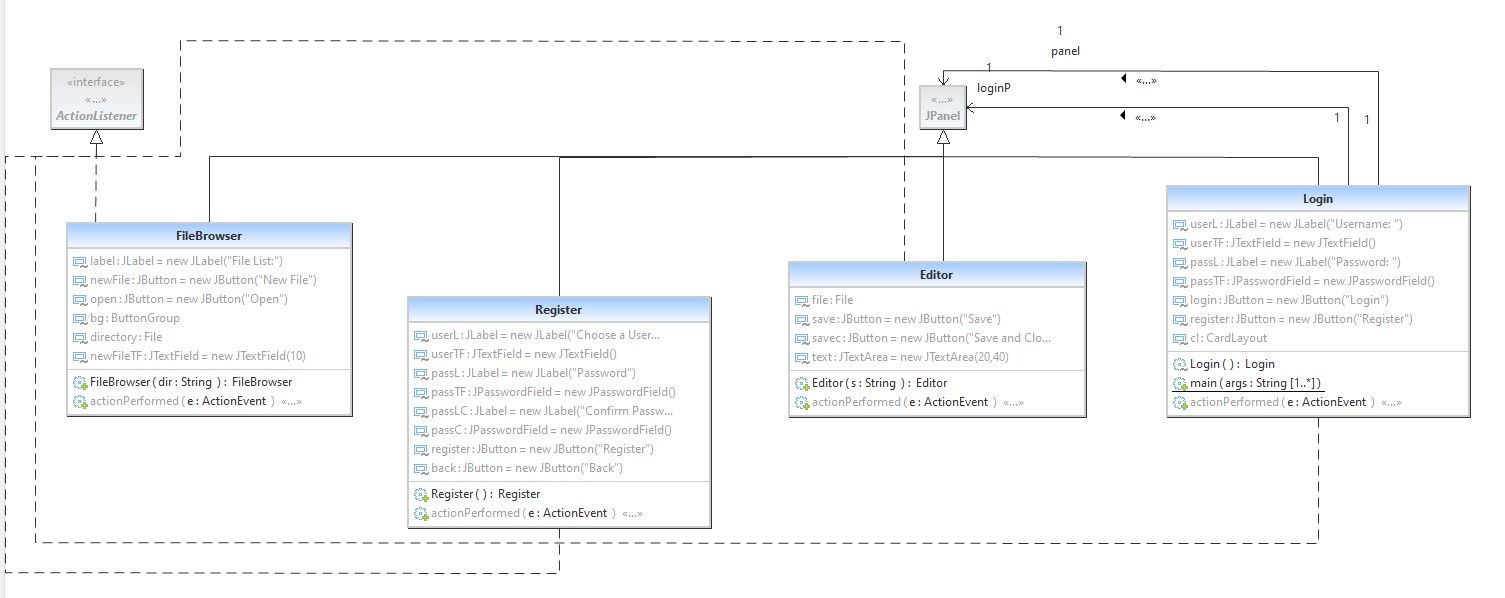 1
panel
1
loginP
«...»
«...»
1
1
«interface»
«...»
ActionListener
«...»
JPanel
FileBrowser
label : JLabel = new JLabel("File List:")
newFile : JButton = new JButton("New File")
open : JButton = new JButton("Open")
bg : ButtonGroup
directory : File
newFileTF : JTextField = new JTextField(10)
FileBrowser ( dir : String ) : FileBrowser
actionPerformed ( e : ActionEvent ) «...»
Register
userL : JLabel = new JLabel("Choose a User...
userTF : JTextField = new JTextField()
passL : JLabel = new JLabel("Password")
passTF : JPasswordField = new JPasswordField()
passLC : JLabel = new JLabel("Confirm Passw...
passC : JPasswordField = new JPasswordField()
register : JButton = new JButton("Register")
back : JButton = new JButton("Back")
Register ( ) : Register
actionPerformed ( e : ActionEvent ) «...»
Editor
file : File
save : JButton = new JButton("Save")
savec : JButton = new JButton("Save and Clo...
text : JTextArea = new JTextArea(20,40)
Editor ( s : String ) : Editor
actionPerformed ( e : ActionEvent ) «...»
Login
userL : JLabel = new JLabel("Username: ")
userTF : JTextField = new JTextField()
passL : JLabel = new JLabel("Password: ")
passTF : JPasswordField = new JPasswordField()
login : JButton = new JButton("Login")
register : JButton = new JButton("Register")
cl : CardLayout
Login ( ) : Login
main ( args : String [1..*] )
actionPerformed ( e : ActionEvent ) «...»